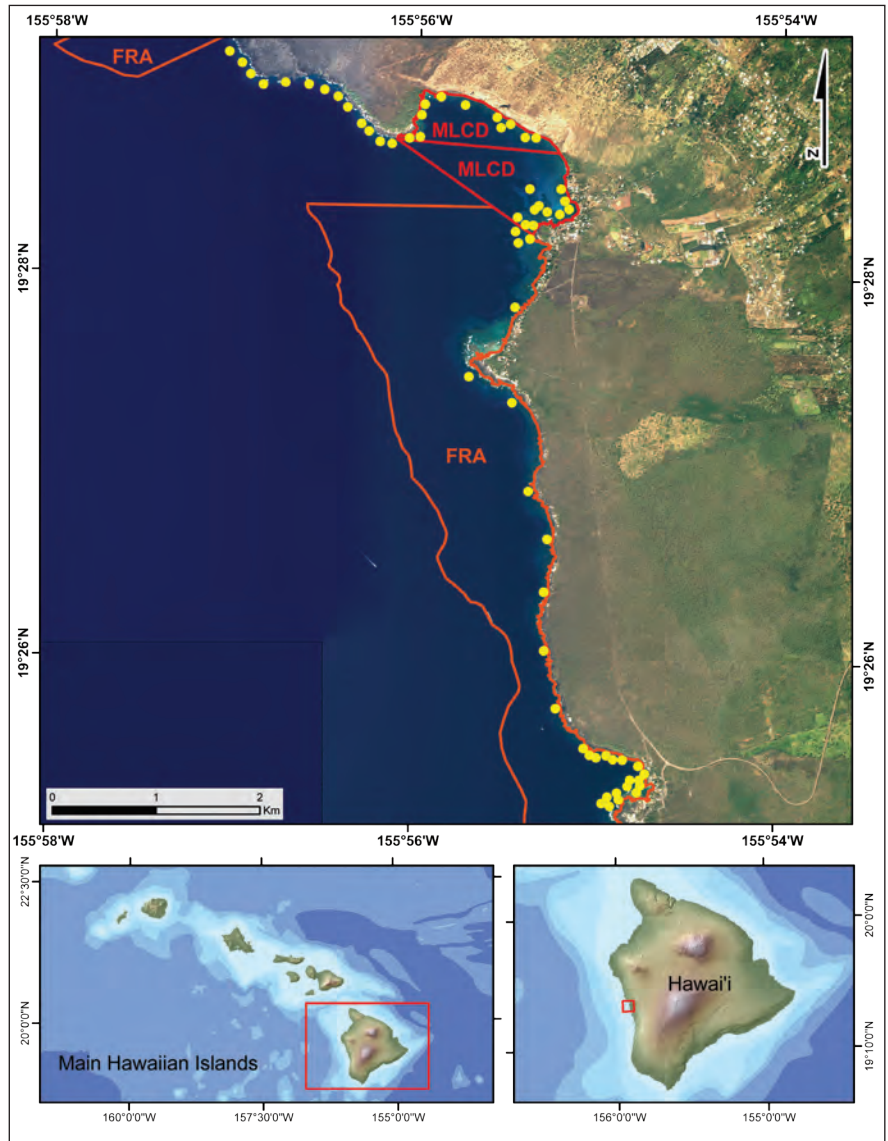 155°58'W 155°56'W 155°54'W
FRA
MLCD
MLCD
N
19°28'N 19°28'N
FRA
19°26'N 19°26'N
0 1 2
Km
155°58'W 155°56'W 155°54'W
22°30'0"N
20°0'0"N
Main Hawaiian Islands
160°0'0"W 157°30'0"W 155°0'0"W
Hawai'i
20°0'0"N
19°10'0"N
156°0'0"W 155°0'0"W